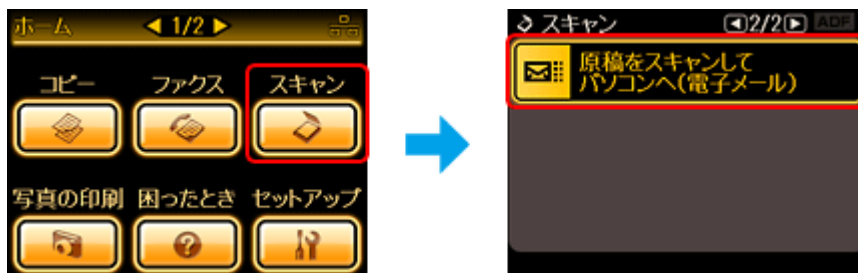 ホーム ◀ 1/2 ▶
コピー ファクス スキャン
写真の印刷 困ったとき セットアップ
スキャン ◀2/2▶ ADF
原稿をスキャンして
パソコンへ(電子メール)